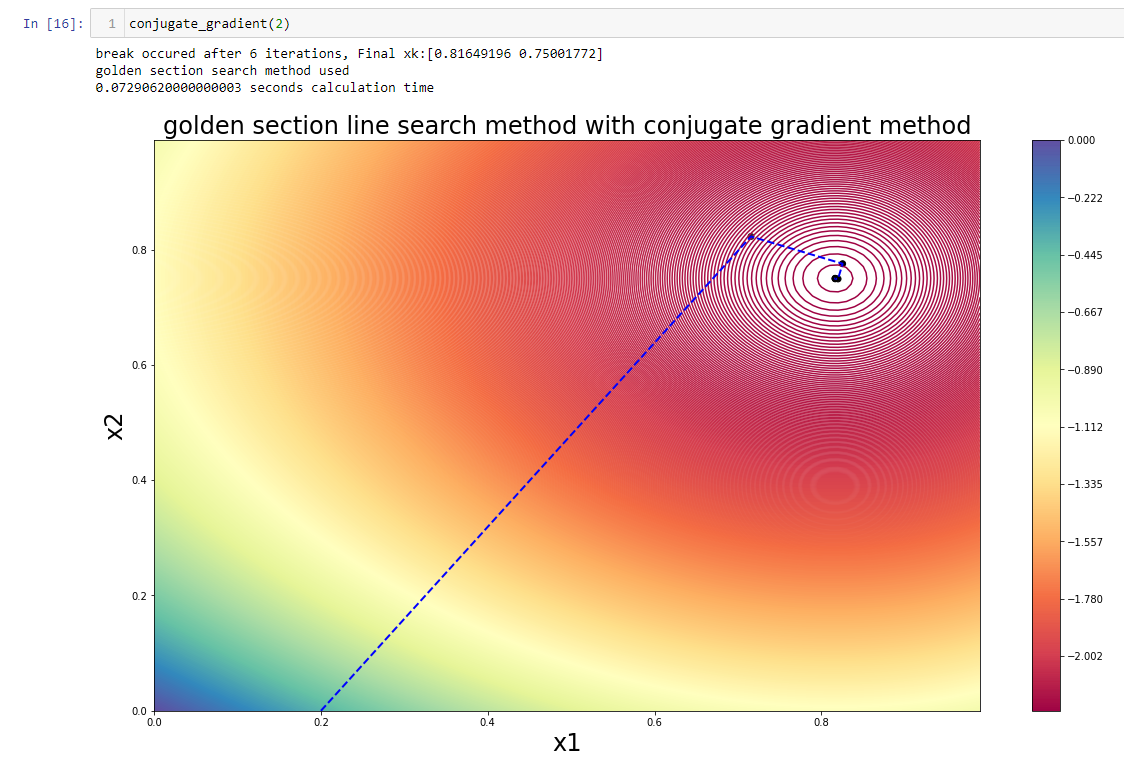 In [16]:
1 conjugate_gradient(2)
break occured after 6 iterations, Final xk:[0.81649196 0.75001772]
golden section search method used
0.07290620000000003 seconds calculation time
golden section line search method with conjugate gradient method
0.8
0.6
0.4
0.2
0.0
x2
0.0 0.2 0.4 0.6 0.8
x1
0.000
−0.222
−0.445
−0.667
−0.890
−1.112
−1.335
−1.557
−1.780
−2.002